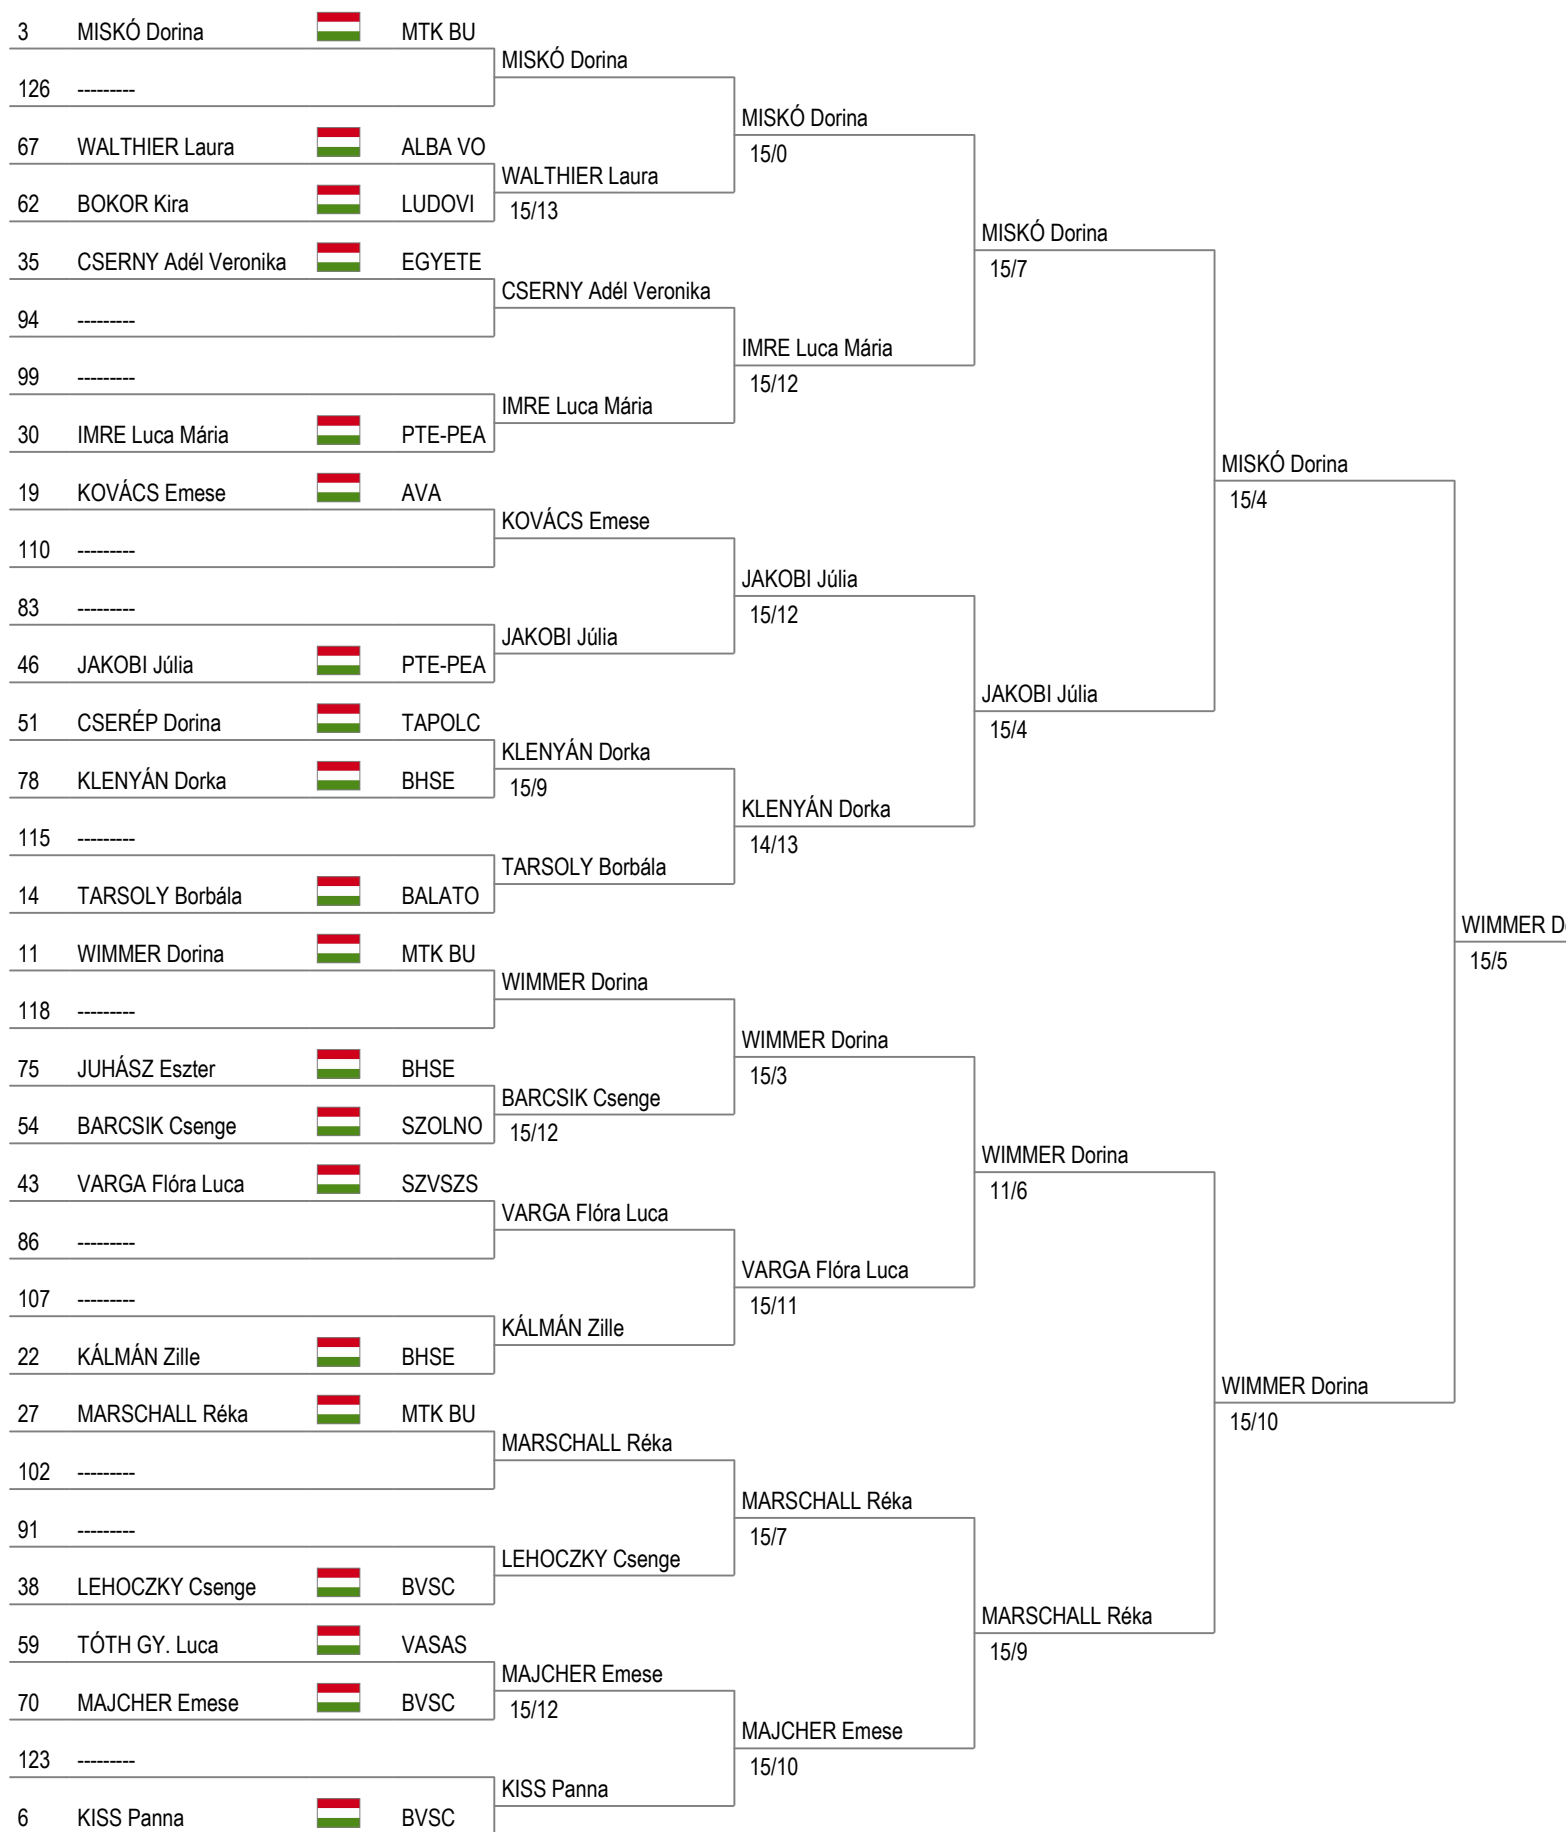 3 MISKÓ Dorina MTK BU
MISKÓ Dorina
126 ---------
MISKÓ Dorina
15/0
67 WALTHIER Laura ALBA VO
WALTHIER Laura
15/13
62 BOKOR Kira LUDOVI
MISKÓ Dorina
15/7
35 CSERNY Adél Veronika EGYETE
CSERNY Adél Veronika
94 ---------
IMRE Luca Mária
15/12
99 ---------
IMRE Luca Mária
30 IMRE Luca Mária PTE-PEA
MISKÓ Dorina
15/4
19 KOVÁCS Emese AVA
KOVÁCS Emese
110 ---------
JAKOBI Júlia
15/12
83 ---------
JAKOBI Júlia
46 JAKOBI Júlia PTE-PEA
JAKOBI Júlia
15/4
51 CSERÉP Dorina TAPOLC
KLENYÁN Dorka
15/9
78 KLENYÁN Dorka BHSE
KLENYÁN Dorka
14/13
115 ---------
TARSOLY Borbála
14 TARSOLY Borbála BALATO
WIMMER D
15/5
11 WIMMER Dorina MTK BU
WIMMER Dorina
118 ---------
WIMMER Dorina
15/3
75 JUHÁSZ Eszter BHSE
BARCSIK Csenge
15/12
54 BARCSIK Csenge SZOLNO
WIMMER Dorina
11/6
43 VARGA Flóra Luca SZVSZS
VARGA Flóra Luca
86 ---------
VARGA Flóra Luca
15/11
107 ---------
KÁLMÁN Zille
22 KÁLMÁN Zille BHSE
WIMMER Dorina
15/10
27 MARSCHALL Réka MTK BU
MARSCHALL Réka
102 ---------
MARSCHALL Réka
15/7
91 ---------
LEHOCZKY Csenge
38 LEHOCZKY Csenge BVSC
MARSCHALL Réka
15/9
59 TÓTH GY. Luca VASAS
MAJCHER Emese
15/12
70 MAJCHER Emese BVSC
MAJCHER Emese
15/10
123 ---------
KISS Panna
6 KISS Panna BVSC